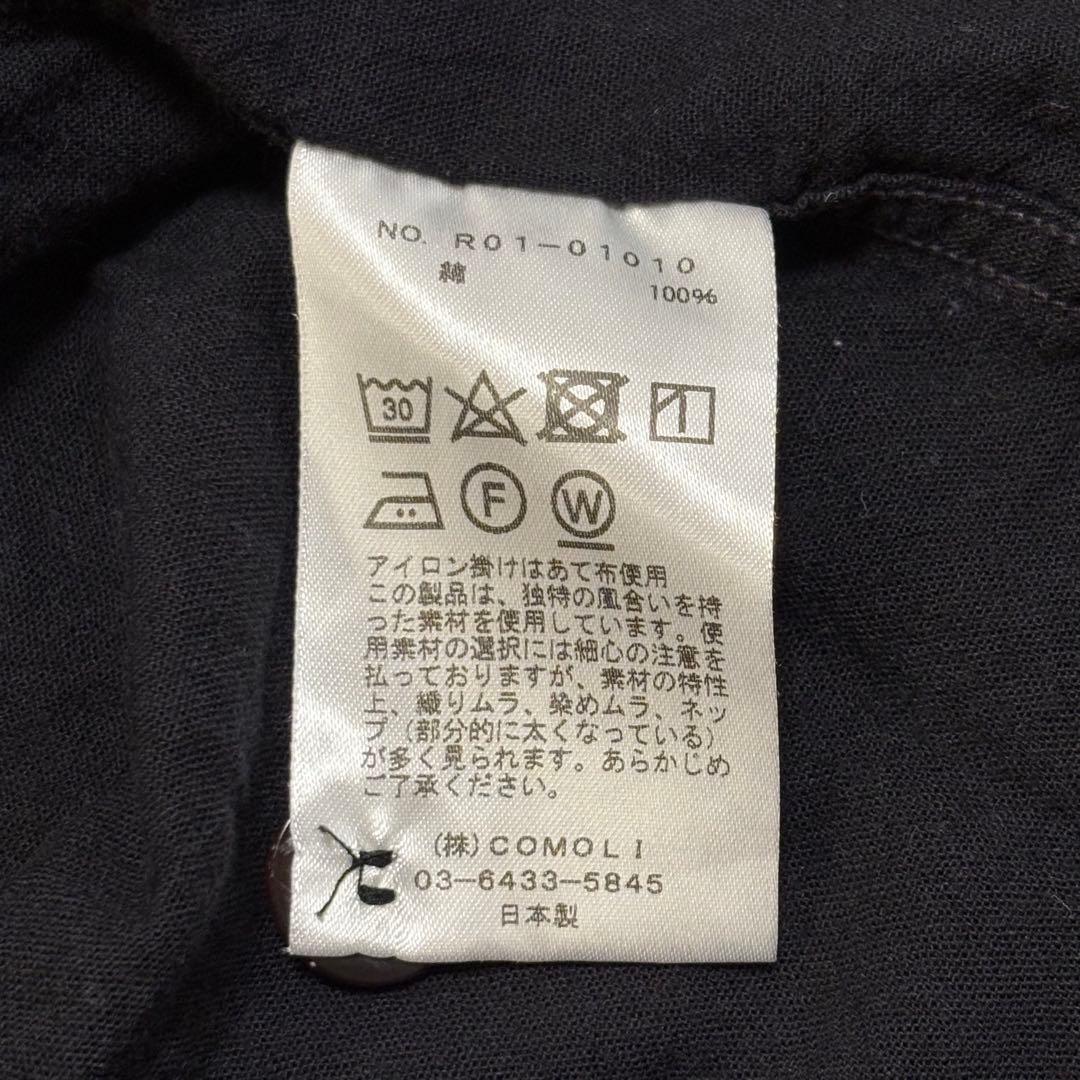 NO. R01-01010
綿 100%
30
F W
アイロン掛けはあて布使用
この製品は、独特の風合いを持
った素材を使用しています。使
用素材の選択には細心の注意を
払っておりますが、素材の特性
上、織りムラ、染めムラ、ネッ
プ(部分的に太くなっている)
が多く見られます。あらかじめ
ご了承ください。
(株)COMOLI
03-6433-5845
日本製